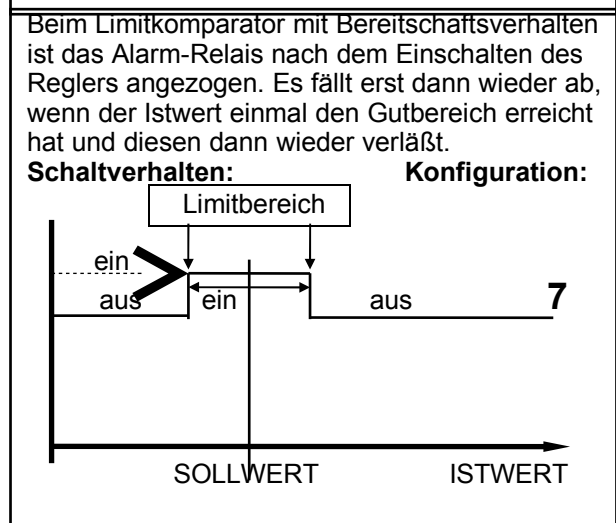 Beim Limitkomparator mit Bereitschaftsverhalten
ist das Alarm-Relais nach dem Einschalten des
Reglers angezogen. Es fällt erst dann wieder ab,
wenn der Istwert einmal den Gutbereich erreicht
hat und diesen dann wieder verläßt.
Schaltverhalten: Konfiguration:
Limitbereich
ein
aus ein aus 7
SOLLWERT ISTWERT